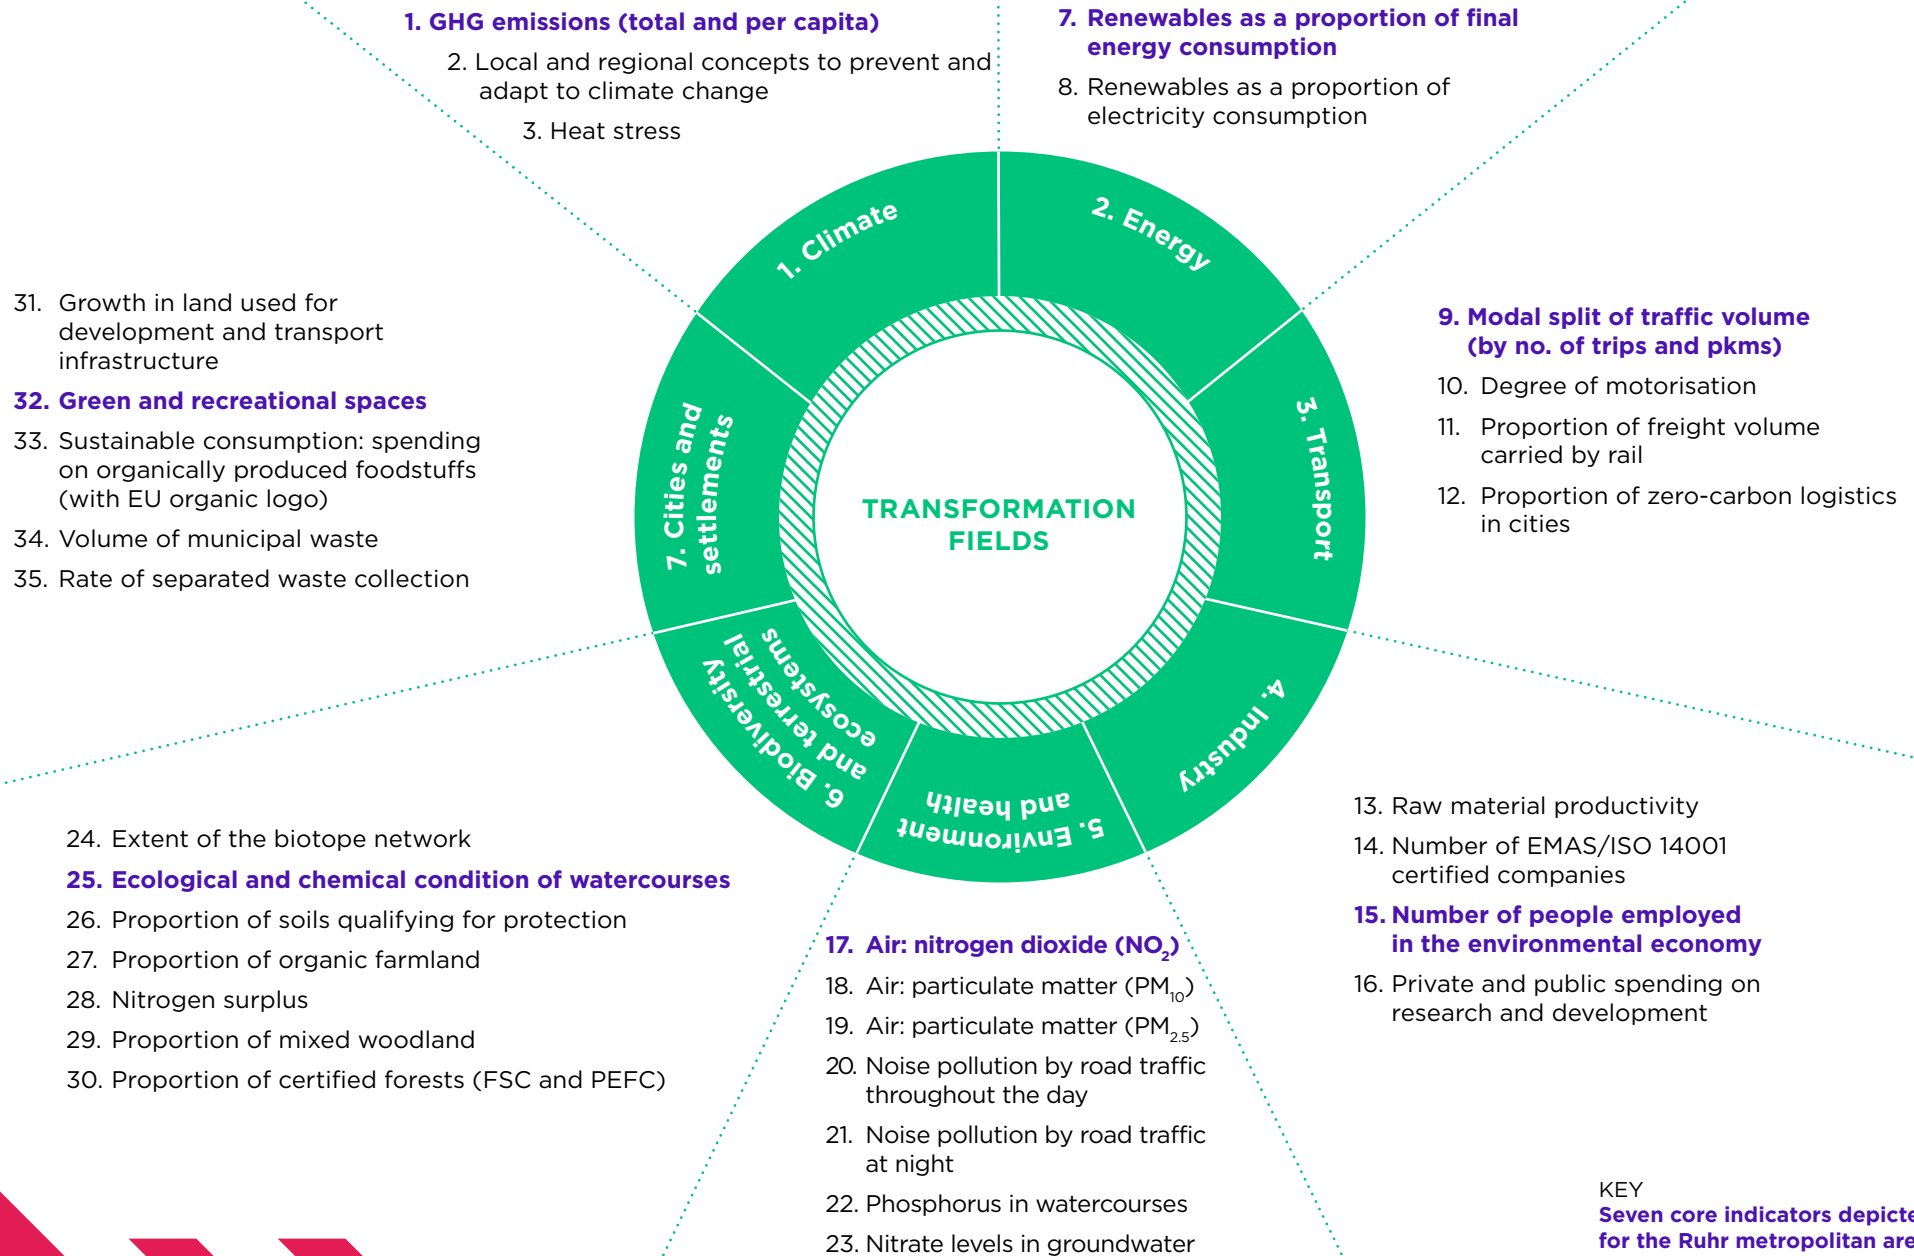 1. GHG emissions (total and per capita)
2. Local and regional concepts to prevent and
adapt to climate change
3. Heat stress
7. Renewables as a proportion of final
energy consumption
8. Renewables as a proportion of
electricity consumption
9. Modal split of traffic volume
(by no. of trips and pkms)
10. Degree of motorisation
11. Proportion of freight volume
carried by rail
12. Proportion of zero-carbon logistics
in cities
13. Raw material productivity
14. Number of EMAS/ISO 14001
certified companies
15. Number of people employed
in the environmental economy
16. Private and public spending on
research and development
17. Air: nitrogen dioxide (NO₂)
18. Air: particulate matter (PM₁₀)
19. Air: particulate matter (PM₂.₅)
20. Noise pollution by road traffic
throughout the day
21. Noise pollution by road traffic
at night
22. Phosphorus in watercourses
23. Nitrate levels in groundwater
24. Extent of the biotope network
25. Ecological and chemical condition of watercourses
26. Proportion of soils qualifying for protection
27. Proportion of organic farmland
28. Nitrogen surplus
29. Proportion of mixed woodland
30. Proportion of certified forests (FSC and PEFC)
31. Growth in land used for
development and transport
infrastructure
32. Green and recreational spaces
33. Sustainable consumption: spending
on organically produced foodstuffs
(with EU organic logo)
34. Volume of municipal waste
35. Rate of separated waste collection
1. Climate
2. Energy
3. Transport
4. Industry
5. Environment
and health
6. Biodiversity
and terrestrial
ecosystems
7. Cities and
settlements
TRANSFORMATION
FIELDS
KEY
Seven core indicators
for the Ruhr metropolitan